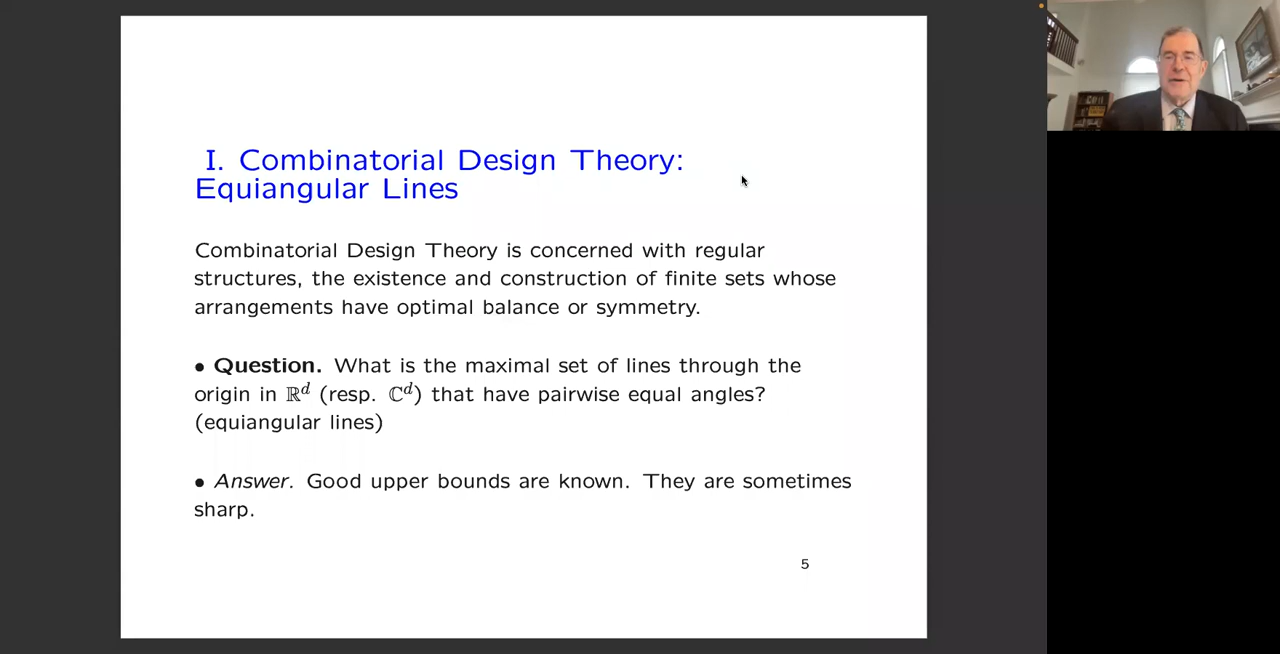 I. Combinatorial Design Theory:
Equiangular Lines
Combinatorial Design Theory is concerned with regular
structures, the existence and construction of finite sets whose
arrangements have optimal balance or symmetry.
• Question. What is the maximal set of lines through the
origin in ℝᵈ (resp. ℂᵈ) that have pairwise equal angles?
(equiangular lines)
• Answer. Good upper bounds are known. They are sometimes
sharp.
5